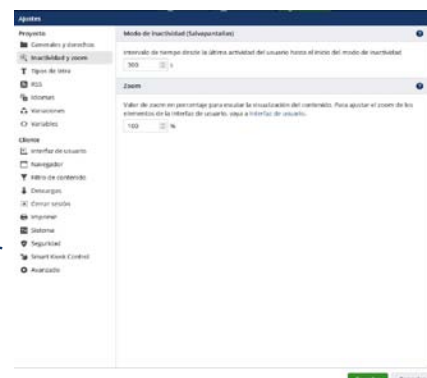 Ajustes
Proyecto
Generales y derechos
Inactividad y zoom
Tipos de letra
RSS
Idiomas
Variaciones
Variables
Cliente
Interfaz de usuario
Navegador
Filtro de contenido
Descargas
Cerrar sesión
Imprimir
Sistema
Seguridad
Smart Kiosk Control
Avanzado
Modo de inactividad (Salvapantallas)
Intervalo de tiempo desde la última actividad del usuario hasta el inicio del modo de inactividad
300 s
Zoom
Valor de zoom en porcentaje para escalar la visualización del contenido. Para ajustar el zoom de los
elementos de la interfaz de usuario, vaya a Interfaz de usuario.
100 %